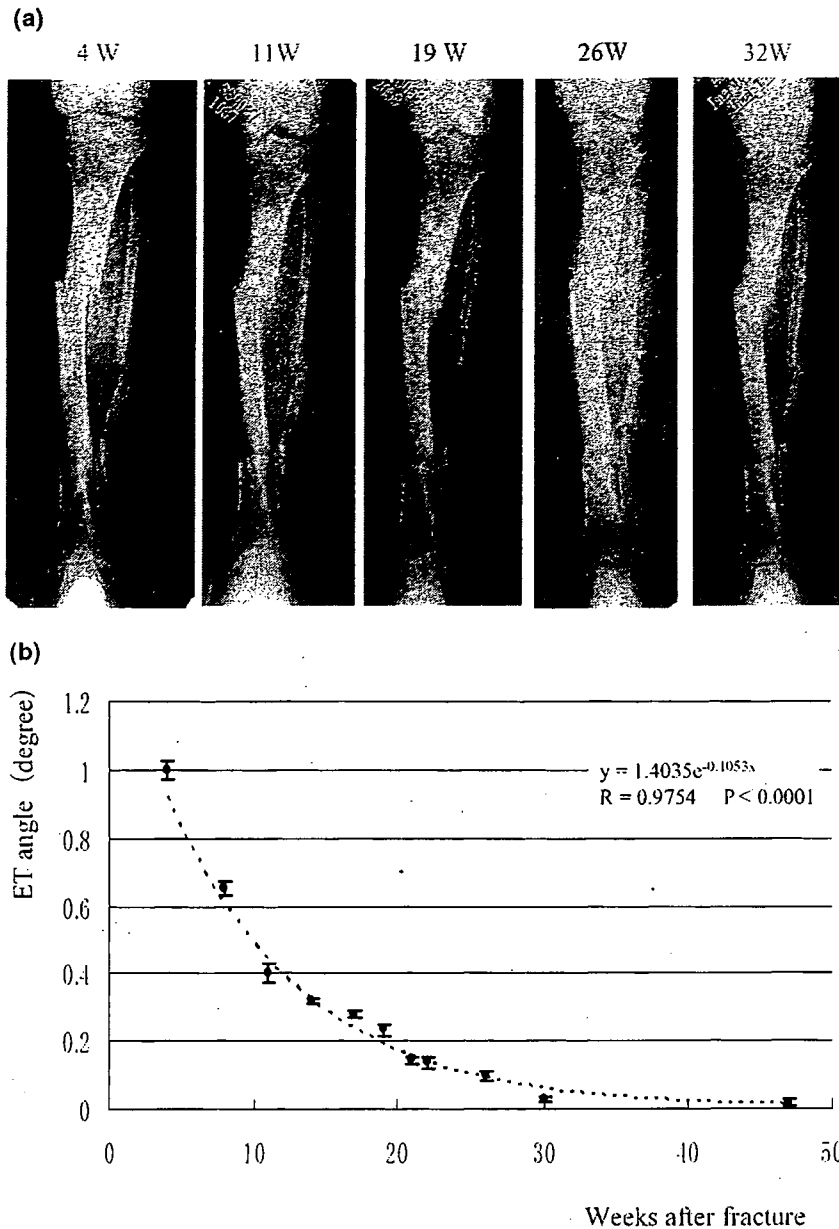 (a)
4 W 11W 19 W 26W 32W
(b)
ET angle (degree)
1.2
1
0.8
0.6
0.4
0.2
0
y = 1.4035e^-0.1053x
R = 0.9754 P < 0.0001
0 10 20 30 40 50
Weeks after fracture